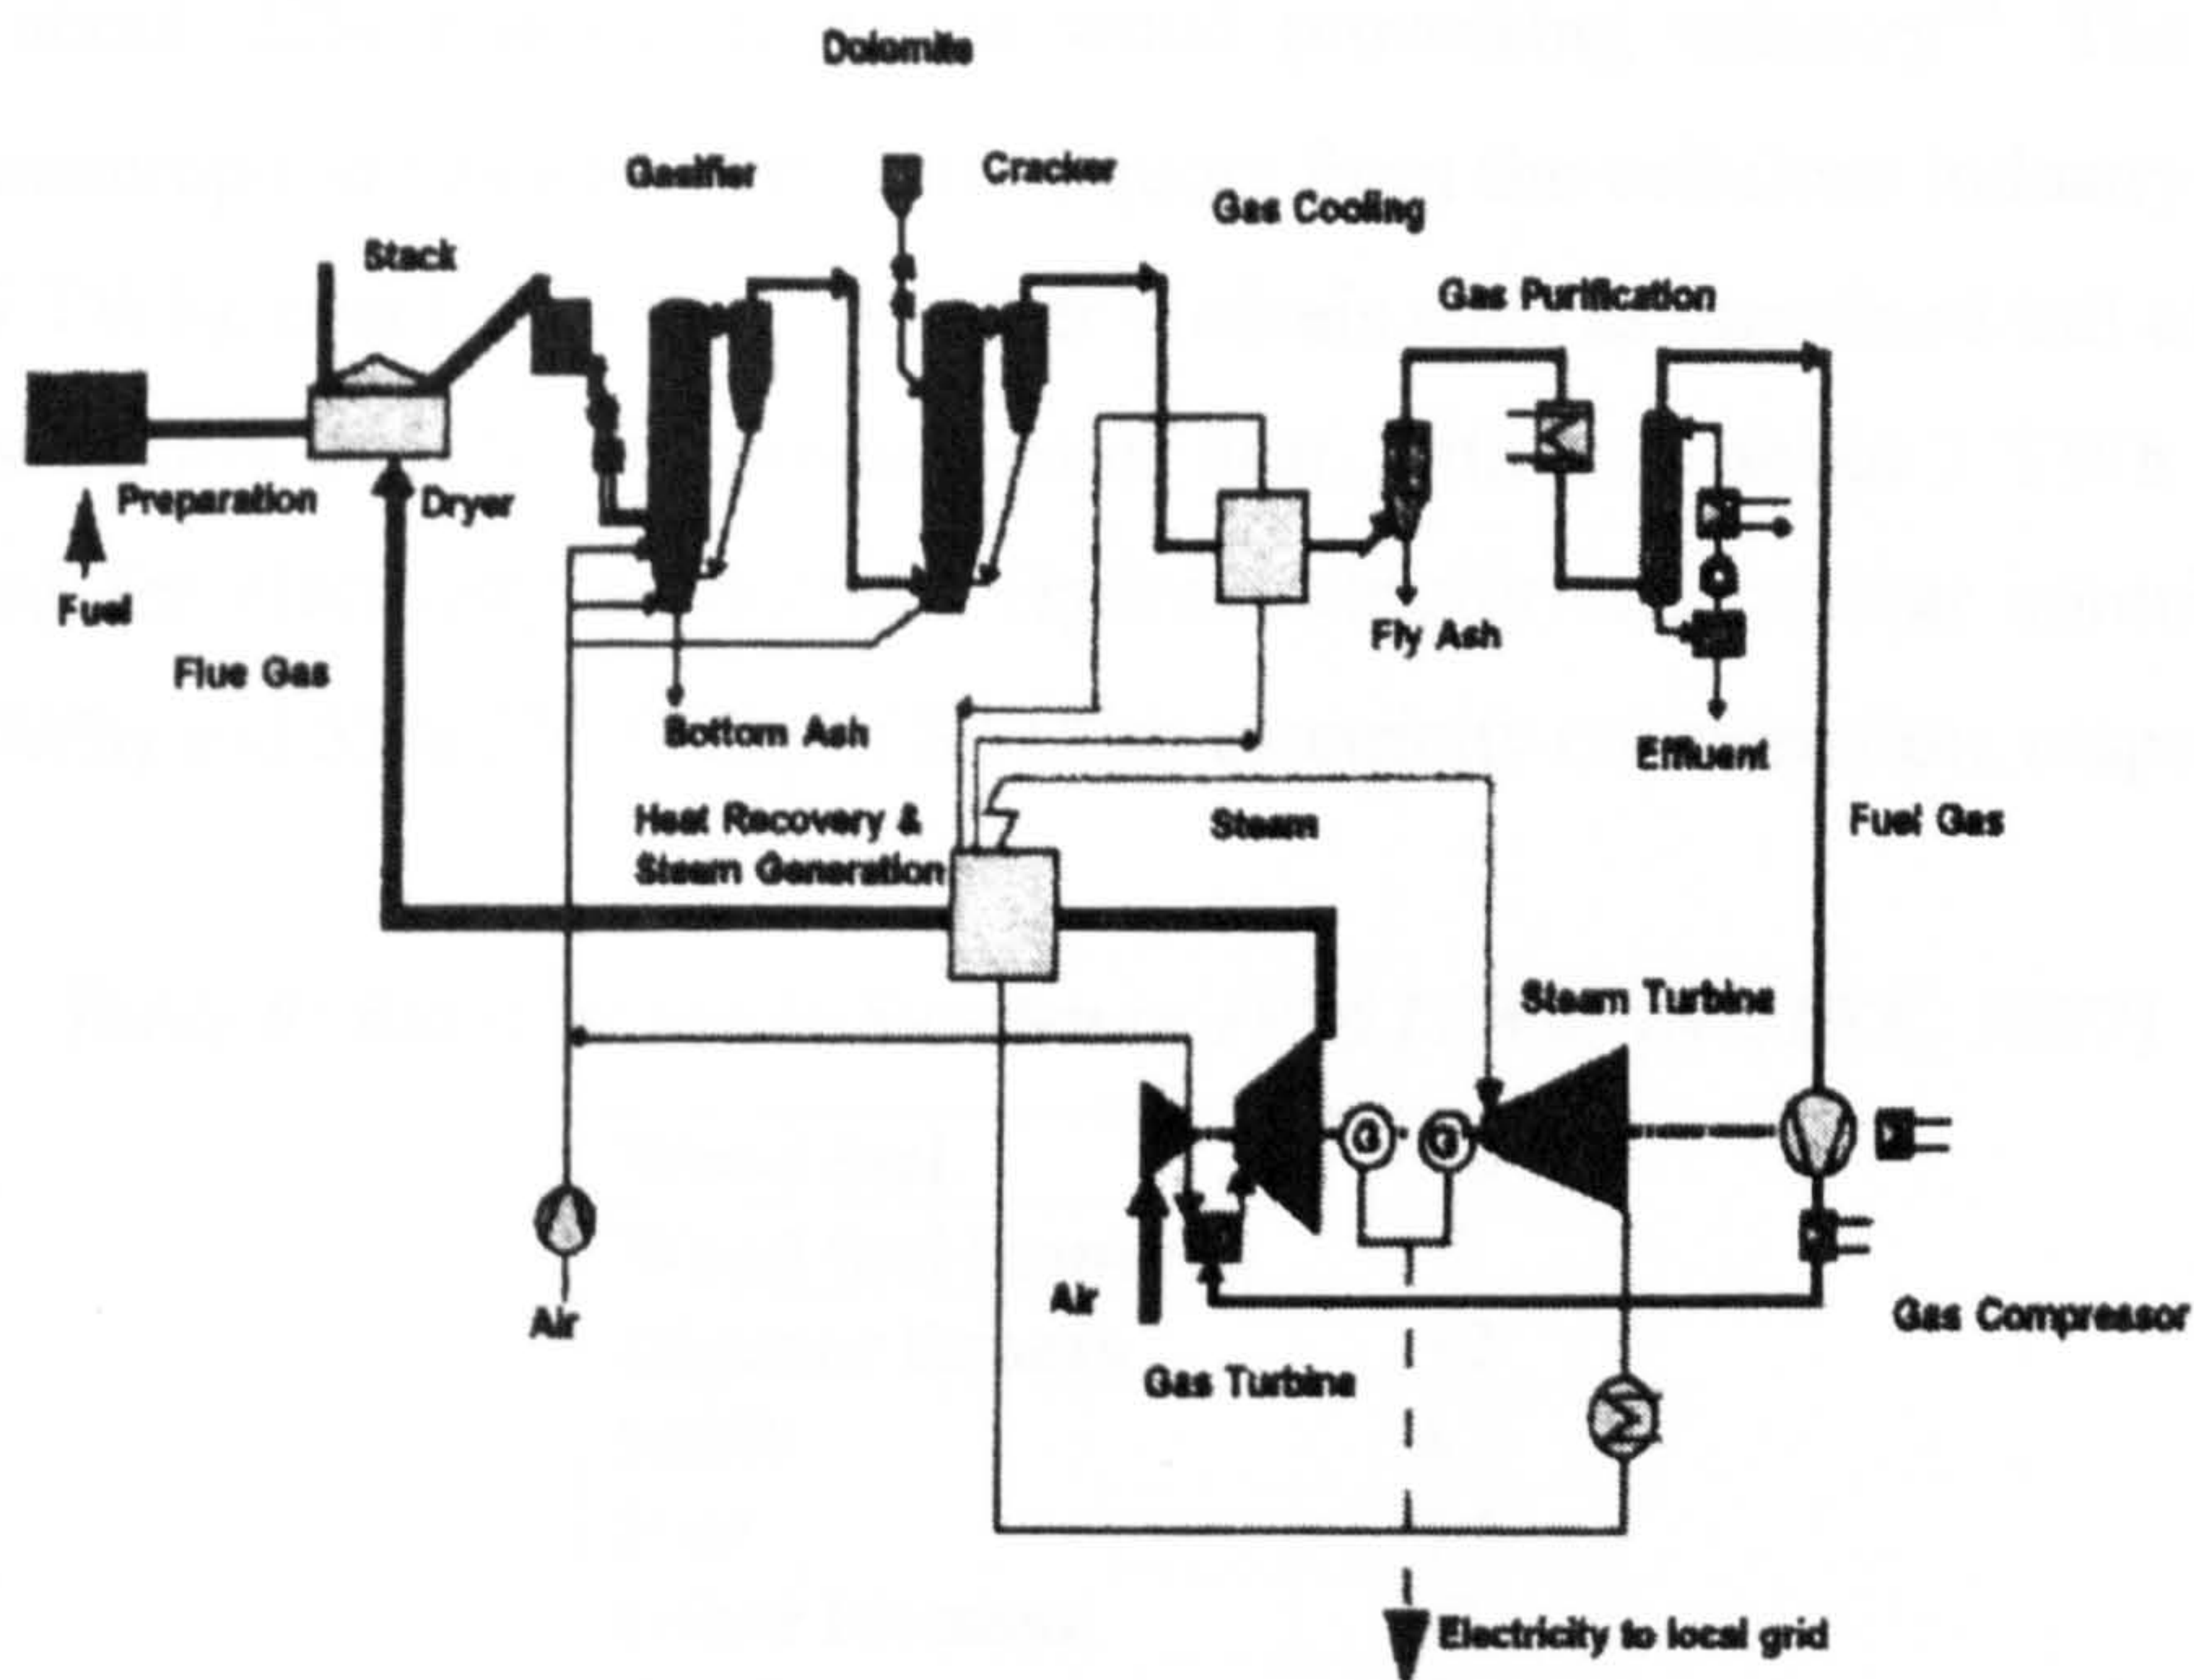 Dolomite
Gasifier
Cracker
Gas Cooling
Stack
Gas Purification
Preparation
Dryer
Fuel
Fly Ash
Flue Gas
Bottom Ash
Effluent
Heat Recovery &
Steam Generation
Steam
Fuel Gas
Steam Turbine
G
G
Air
Air
Gas Compressor
Gas Turbine
Electricity to local grid